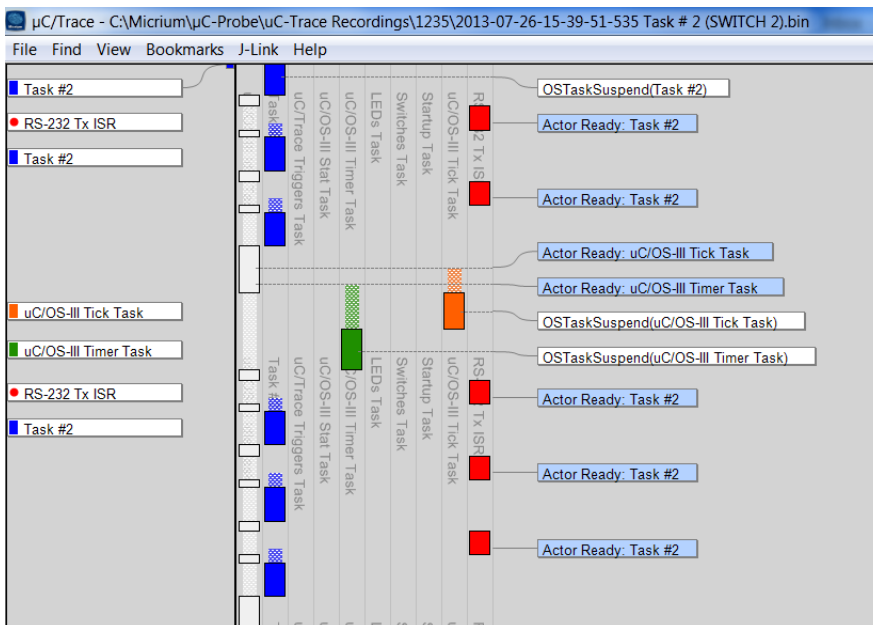 µC/Trace - C:\Micrium\µC-Probe\uC-Trace Recordings\1235\2013-07-26-15-39-51-535 Task # 2 (SWITCH 2).bin
File Find View Bookmarks J-Link Help
Task #2
RS-232 Tx ISR
Task #2
uC/OS-III Tick Task
uC/OS-III Timer Task
RS-232 Tx ISR
Task #2
Task
uC/Trace Triggers Task
uC/OS-III Stat Task
uC/OS-III Timer Task
LEDs Task
Switches Task
Startup Task
uC/OS-III Tick Task
RS 2 Tx IS
Task #
uC/Trace Triggers Task
uC/OS-III Stat Task
C/OS-III Timer Task
LEDs Task
Switches Task
Startup Task
uC/OS-III Tick Task
RS- Tx ISR
OSTaskSuspend(Task #2)
Actor Ready: Task #2
Actor Ready: Task #2
Actor Ready: uC/OS-III Tick Task
Actor Ready: uC/OS-III Timer Task
OSTaskSuspend(uC/OS-III Tick Task)
OSTaskSuspend(uC/OS-III Timer Task)
Actor Ready: Task #2
Actor Ready: Task #2
Actor Ready: Task #2